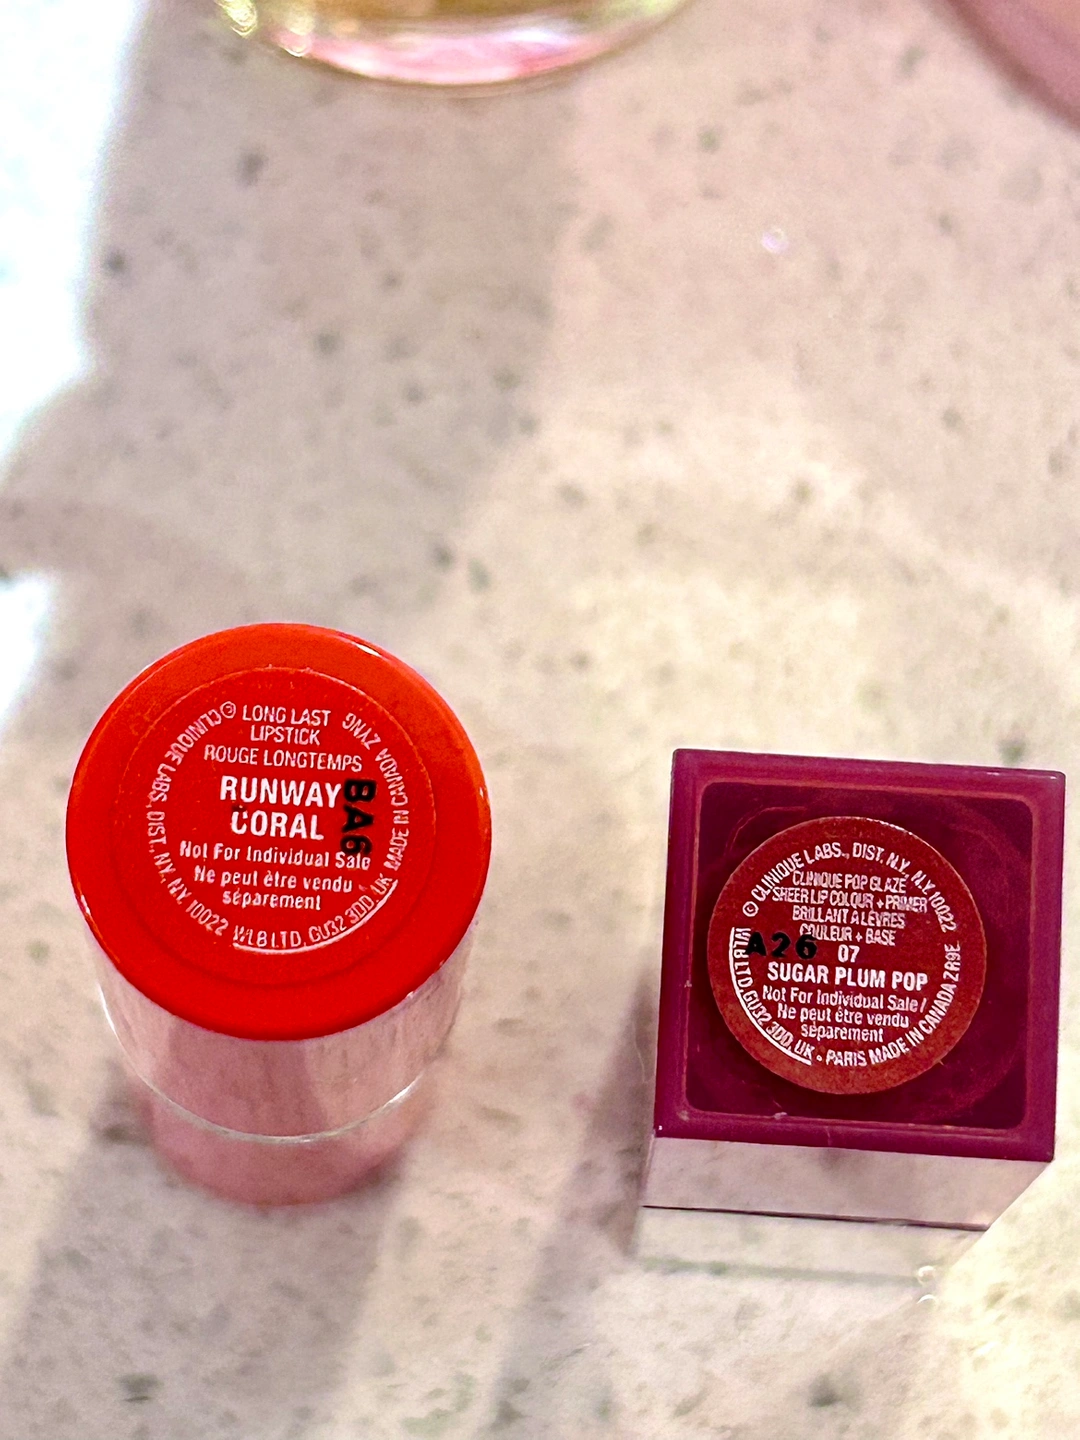 LONG LAST
LIPSTICK
ROUGE LONGTEMPS
RUNWAY
CORAL
Not For Individual Sale
Ne peut être vendu
séparement
© CLINIQUE LABS., DIST., N.Y., N.Y. 10022 WLB LTD., GU32 3DD, UK MADE IN CANADA ZYNG
BA6
© CLINIQUE LABS., DIST. N.Y., N.Y. 10022
CLINIQUE POP GLAZE
SHEER LIP COLOUR + PRIMER
BRILLANT A LÈVRES
COULEUR + BASE
07
SUGAR PLUM POP
Not For Individual Sale /
Ne peut être vendu
séparement
WLB LTD, GU32 3DD, UK - PARIS MADE IN CANADA ZR9E
A26